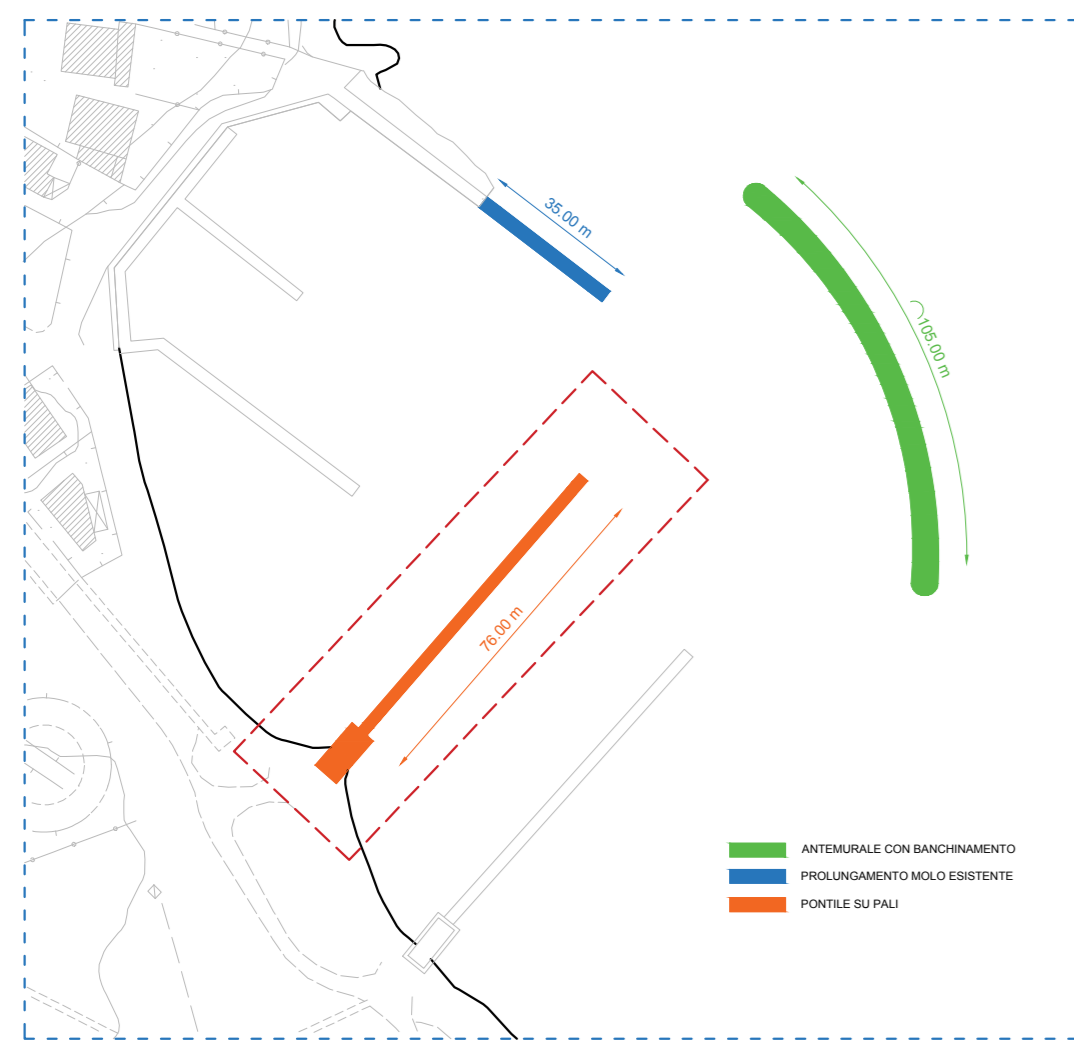 35.00 m
105.00 m
76.00 m
ANTEMURALE CON BANCHINAMENTO
PROLUNGAMENTO MOLO ESISTENTE
PONTILE SU PALI